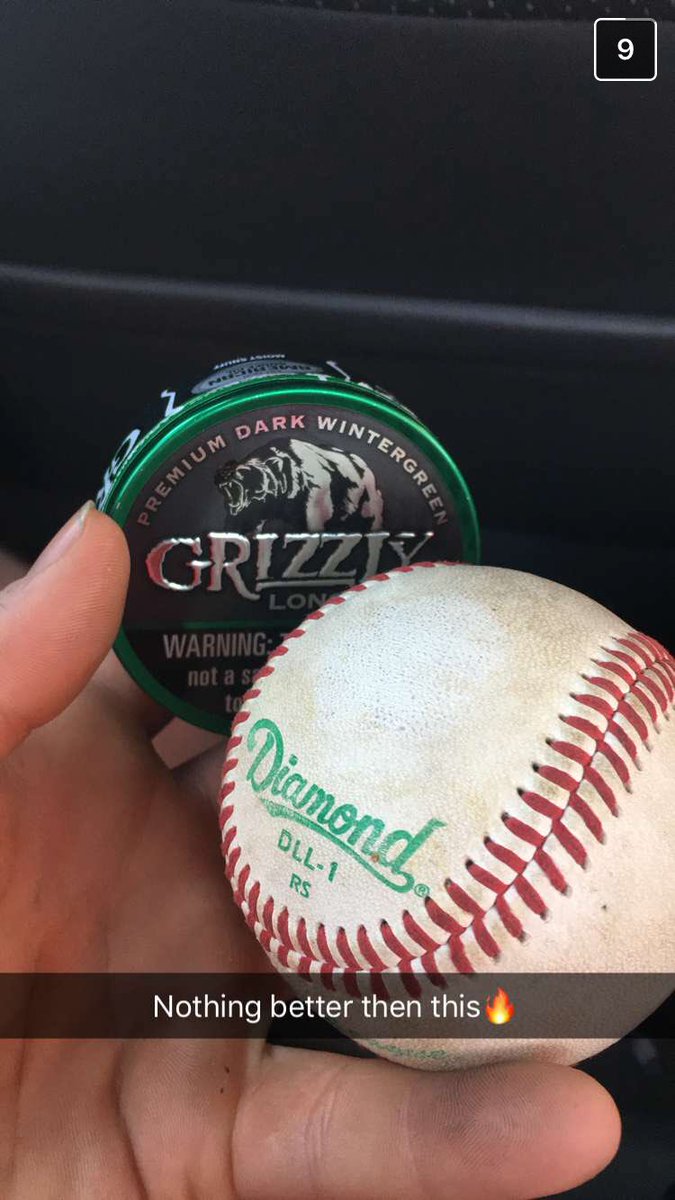 9
PREMIUM DARK WINTERGREEN
GRIZZLY
LONG
WARNING:
not a
Diamond®
DLL-1
RS
Nothing better then this🔥